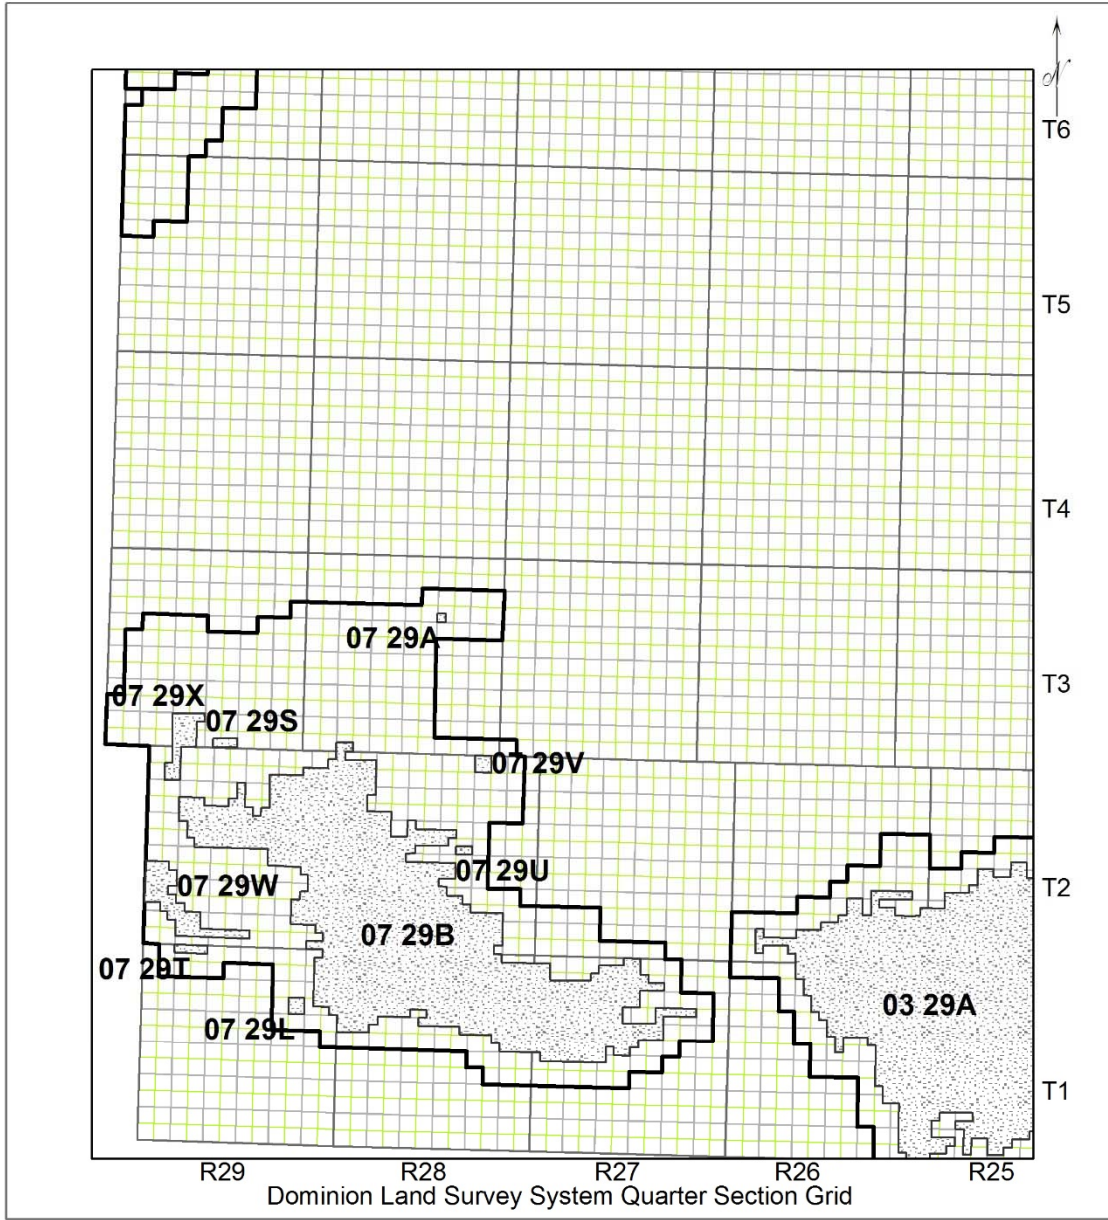 N
T6
T5
T4
07 29A
T3
07 29X
07 29S
07 29V
07 29U
07 29W
T2
07 29B
07 29T
03 29A
07 29L
T1
R29 R28 R27 R26 R25
Dominion Land Survey System Quarter Section Grid